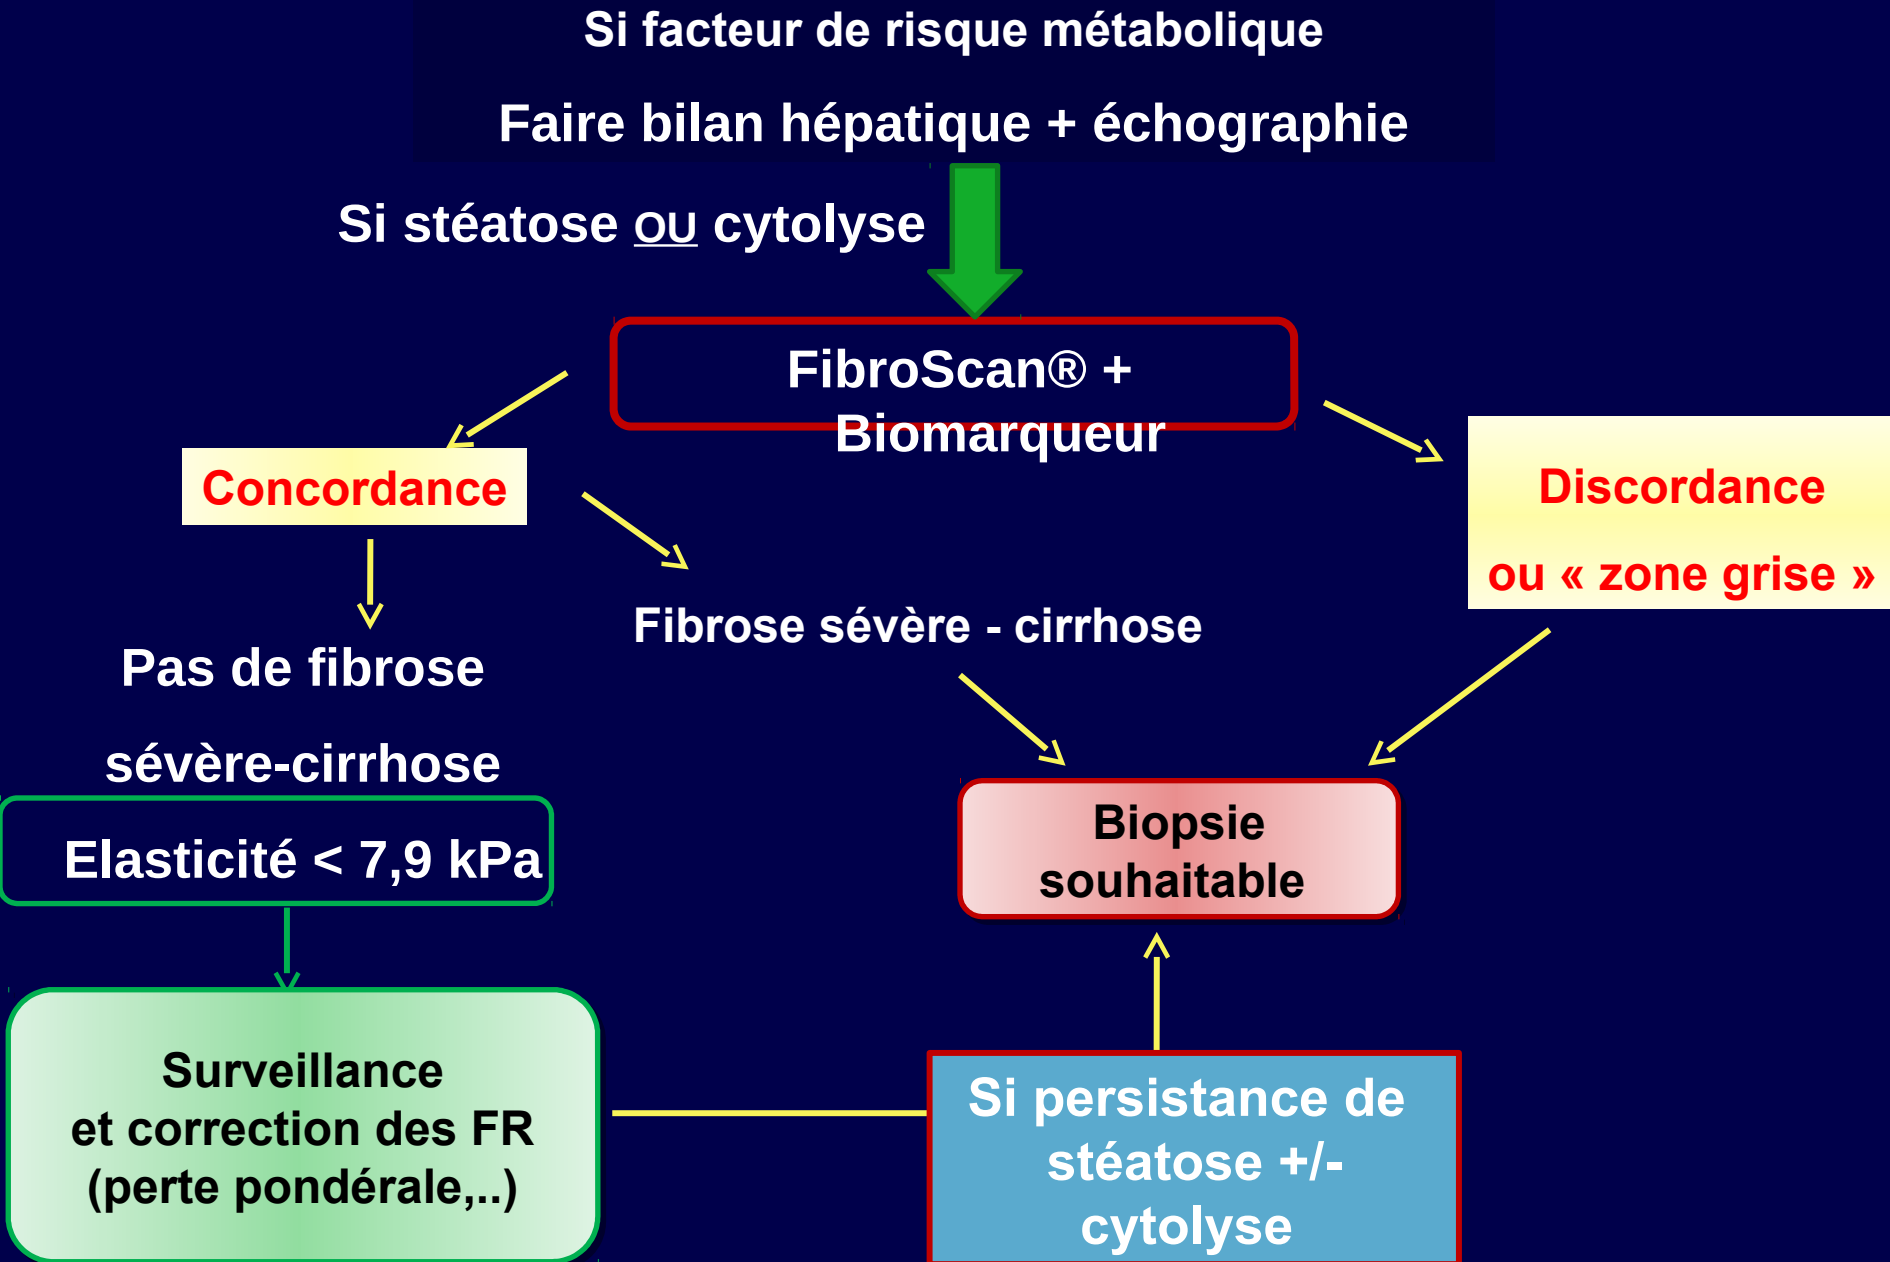 Si facteur de risque métabolique
Faire bilan hépatique + échographie
Si stéatose OU cytolyse
FibroScan® +
Biomarqueur
Concordance
Discordance
ou « zone grise »
Fibrose sévère - cirrhose
Pas de fibrose
sévère-cirrhose
Elasticité < 7,9 kPa
Biopsie
souhaitable
Surveillance
et correction des FR
(perte pondérale,..)
Si persistance de
stéatose +/-
cytolyse